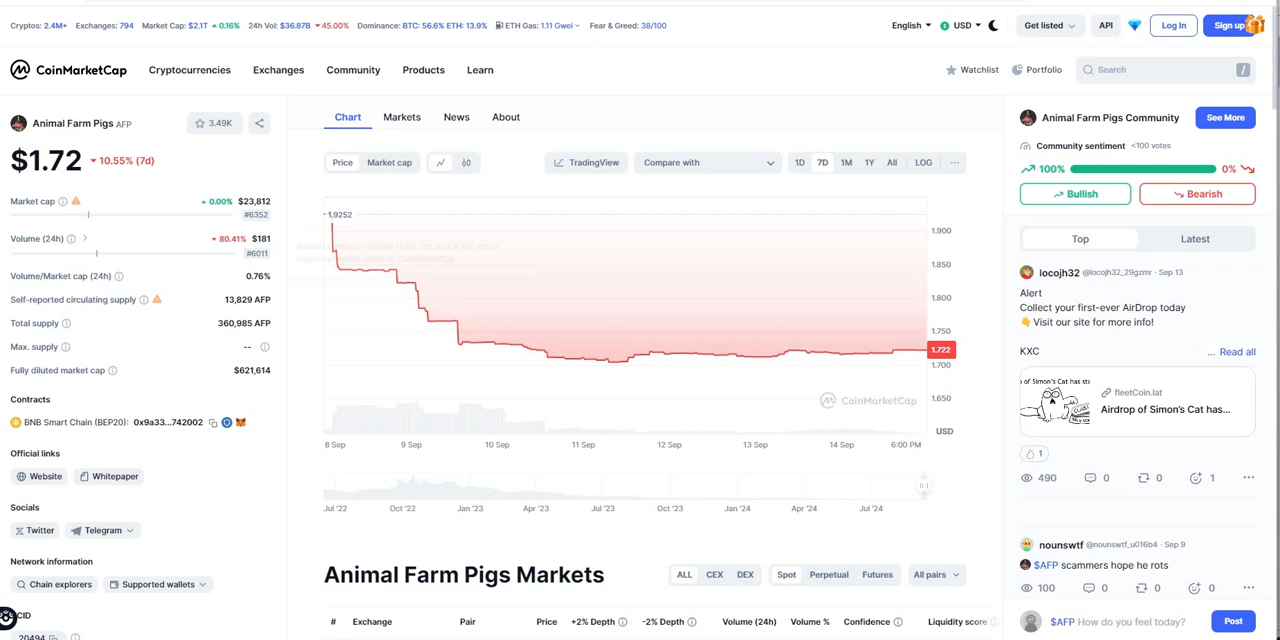 Cryptos: 2.4M+ Exchanges: 794 Market Cap: $2.1T 0.16% 24h Vol: $36.87B 45.00% Dominance: BTC: 56.6% ETH: 13.9% ETH Gas: 1.11 Gwei Fear & Greed: 38/100 English USD Get listed API Log In Sign up
CoinMarketCap Cryptocurrencies Exchanges Community Products Learn Watchlist Portfolio Search /
Animal Farm Pigs AFP 3.49K
$1.72 10.55% (7d)
Market cap 0.00% $23,812
#6352
Volume (24h) 80.41% $181
#6011
Volume/Market cap (24h) 0.76%
Self-reported circulating supply 13,829 AFP
Total supply 360,985 AFP
Max. supply --
Fully diluted market cap $621,614
Contracts
BNB Smart Chain (BEP20): 0x9a33...742002
Official links
Website Whitepaper
Socials
Twitter Telegram
Network information
Chain explorers Supported wallets
UCID
20494
Chart Markets News About
Price Market cap TradingView Compare with 1D 7D 1M 1Y All LOG ...
1.9252
1.900
1.850
1.800
1.750
1.722
1.700
1.650
CoinMarketCap
USD
8 Sep 9 Sep 10 Sep 11 Sep 12 Sep 13 Sep 14 Sep 6:00 PM
Jul '22 Oct '22 Jan '23 Apr '23 Jul '23 Oct '23 Jan '24 Apr '24 Jul '24
Animal Farm Pigs Markets ALL CEX DEX Spot Perpetual Futures All pairs
# Exchange Pair Price +2% Depth -2% Depth Volume (24h) Volume % Confidence Liquidity score
Animal Farm Pigs Community See More
Community sentiment <100 votes
100% 0%
Bullish Bearish
Top Latest
locojh32 @locojh32_29gzmr · Sep 13
Alert
Collect your first-ever AirDrop today
👇 Visit our site for more info!
KXC ... Read all
of Simon's Cat has sta
fleetCoin.lat
Airdrop of Simon's Cat has...
1
490 0 0 1 ...
nounswtf @nounswtf_u016b4 · Sep 9
$AFP scammers hope he rots
100 0 0 0 ...
$AFP How do you feel today? Post